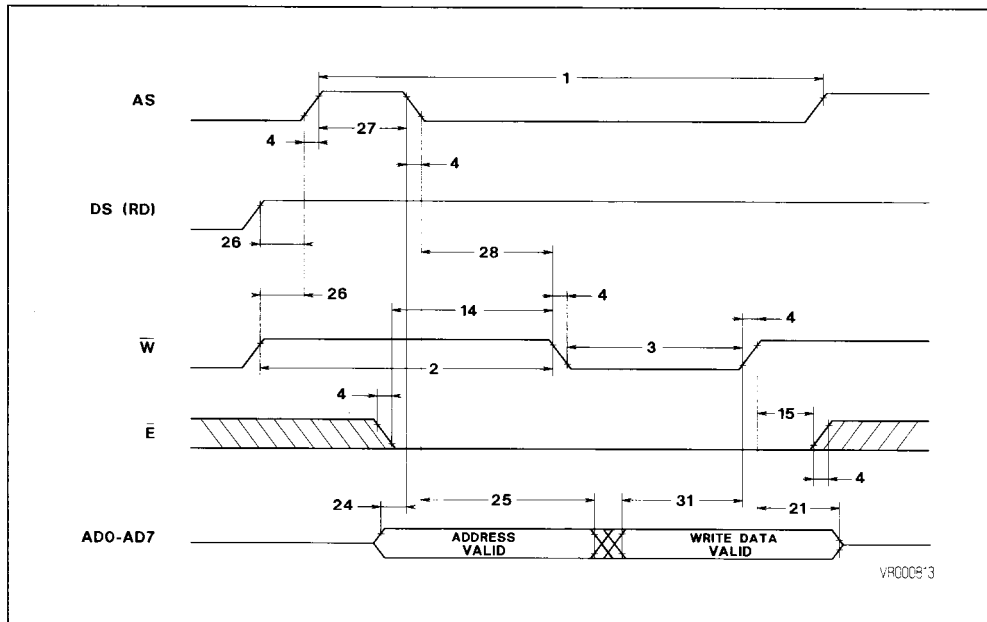 1
AS
27
4
4
DS (RD)
26
28
26
4
14
4
W̅
3
2
4
15
E̅
4
25
31
24
21
AD0-AD7
ADDRESS
VALID
WRITE DATA
VALID
VR000813